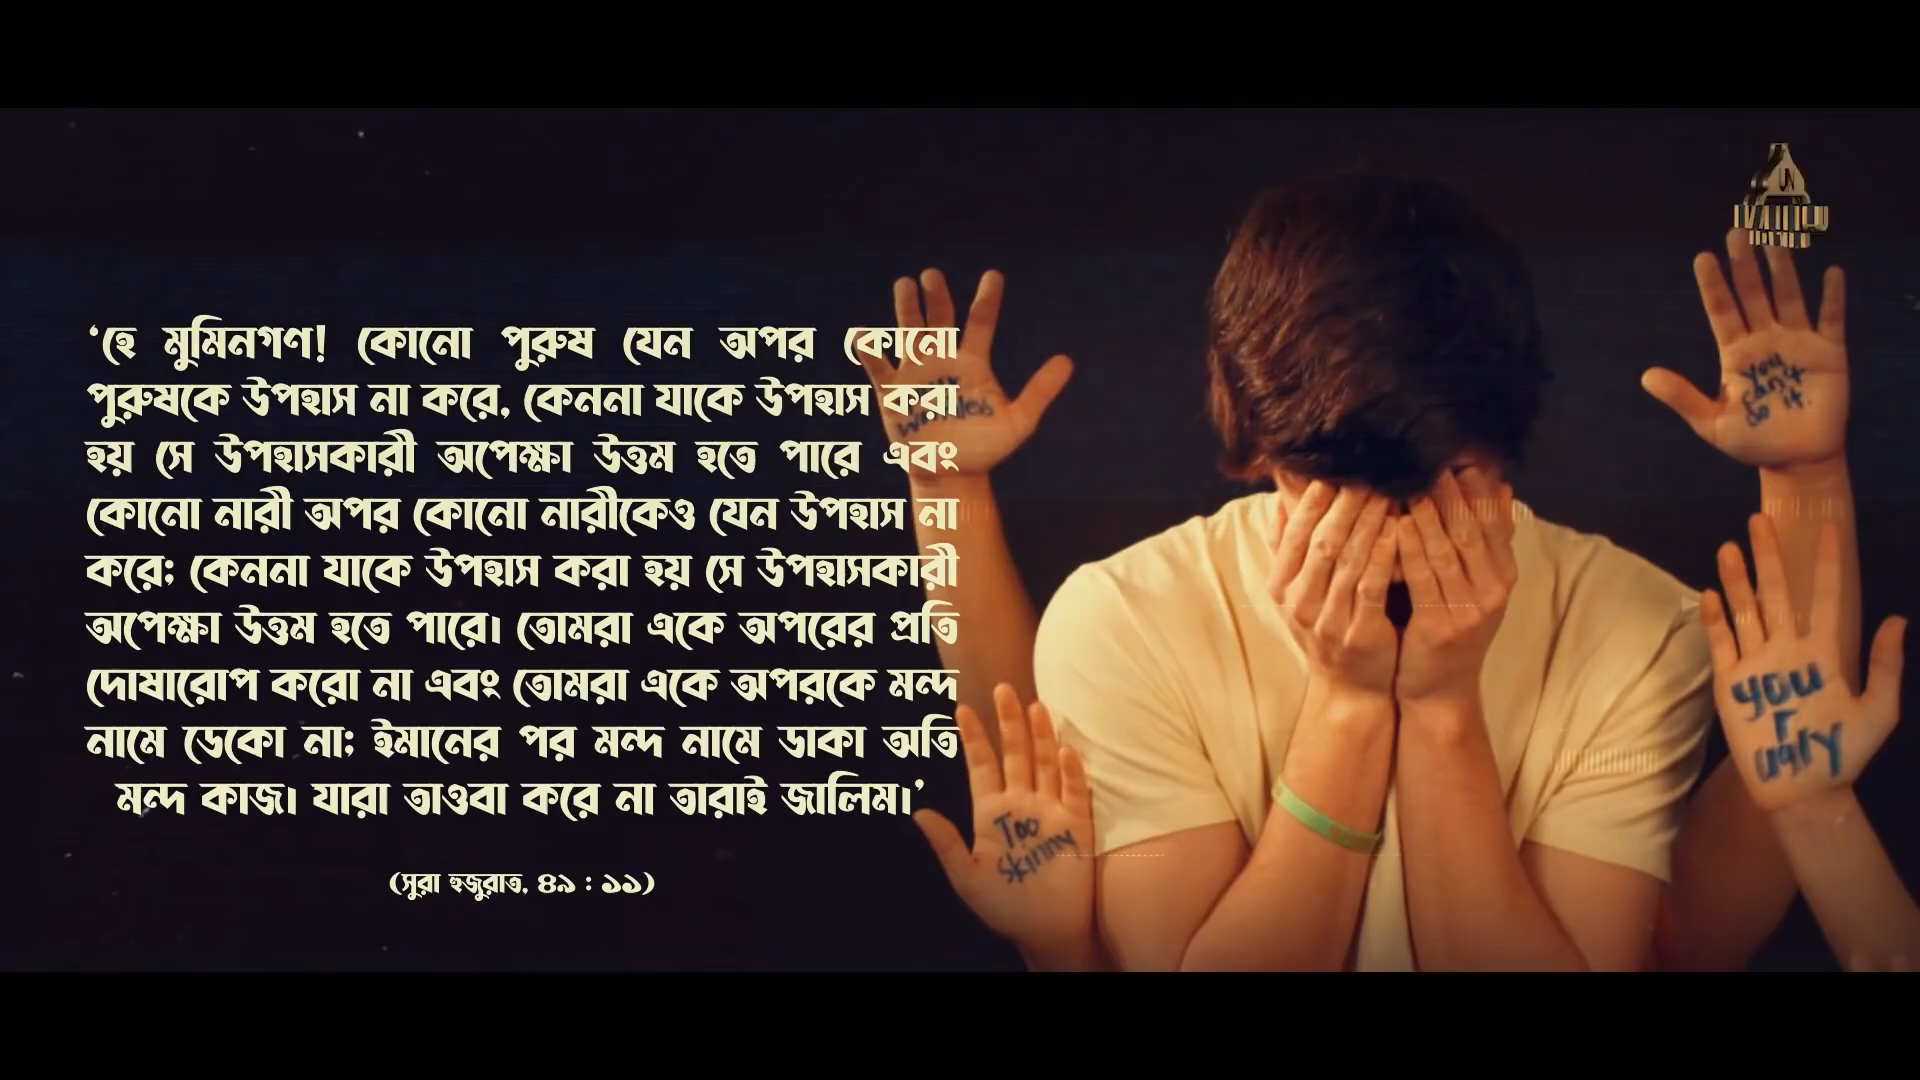 ‘হে মুমিনগণ! কোনো পুরুষ যেন অপর কোনো
পুরুষকে উপহাস না করে, কেননা যাকে উপহাস করা
হয় সে উপহাসকারী অপেক্ষা উত্তম হতে পারে এবং
কোনো নারী অপর কোনো নারীকেও যেন উপহাস না
করে; কেননা যাকে উপহাস করা হয় সে উপহাসকারী
অপেক্ষা উত্তম হতে পারে। তোমরা একে অপরের প্রতি
দোষারোপ করো না এবং তোমরা একে অপরকে মন্দ
নামে ডেকো না; ইমানের পর মন্দ নামে ডাকা অতি
মন্দ কাজ। যারা তাওবা করে না তারাই জালিম।’
(সুরা হুজুরাত, ৪৯ : ১১)
Too
skinny
you
can't
do it.
you
r
ugly